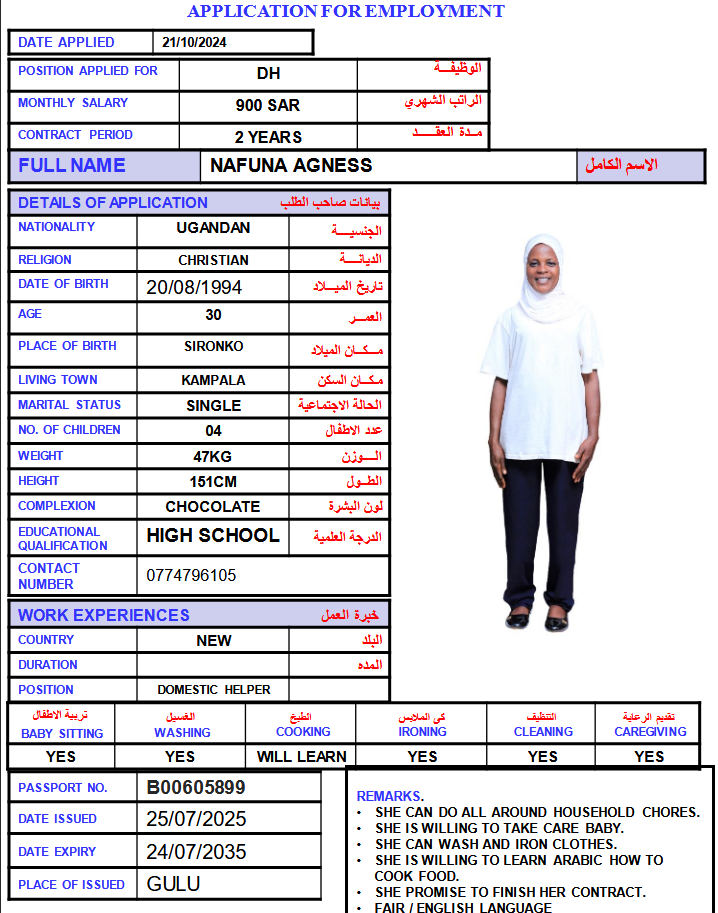 APPLICATION FOR EMPLOYMENT
DATE APPLIED 21/10/2024
POSITION APPLIED FOR DH الوظيفـــة
MONTHLY SALARY 900 SAR الراتب الشهري
CONTRACT PERIOD 2 YEARS مـدة العقـــد
FULL NAME NAFUNA AGNESS الاسم الكامل
DETAILS OF APPLICATION بيانات صاحب الطلب
NATIONALITY UGANDAN الجنسيـــة
RELIGION CHRISTIAN الديانـــة
DATE OF BIRTH 20/08/1994 تاريخ الميـــلاد
AGE 30 العمـــر
PLACE OF BIRTH SIRONKO مـــكـان الميلاد
LIVING TOWN KAMPALA مـكـــان السكن
MARITAL STATUS SINGLE الحالة الاجتماعية
NO. OF CHILDREN 04 عدد الاطفال
WEIGHT 47KG الـــوزن
HEIGHT 151CM الطـــول
COMPLEXION CHOCOLATE لون البشرة
EDUCATIONAL QUALIFICATION HIGH SCHOOL الدرجة العلمية
CONTACT NUMBER 0774796105
WORK EXPERIENCES خبرة العمل
COUNTRY NEW البلد
DURATION المده
POSITION DOMESTIC HELPER
تربية الاطفال الغسيل الطبخ كى الملابس التنظيف تقديم الرعاية
BABY SITTING WASHING COOKING IRONING CLEANING CAREGIVING
YES YES WILL LEARN YES YES YES
PASSPORT NO. B00605899
DATE ISSUED 25/07/2025
DATE EXPIRY 24/07/2035
PLACE OF ISSUED GULU
REMARKS.
• SHE CAN DO ALL AROUND HOUSEHOLD CHORES.
• SHE IS WILLING TO TAKE CARE BABY.
• SHE CAN WASH AND IRON CLOTHES.
• SHE IS WILLING TO LEARN ARABIC HOW TO
COOK FOOD.
• SHE PROMISE TO FINISH HER CONTRACT.
• FAIR / ENGLISH LANGUAGE